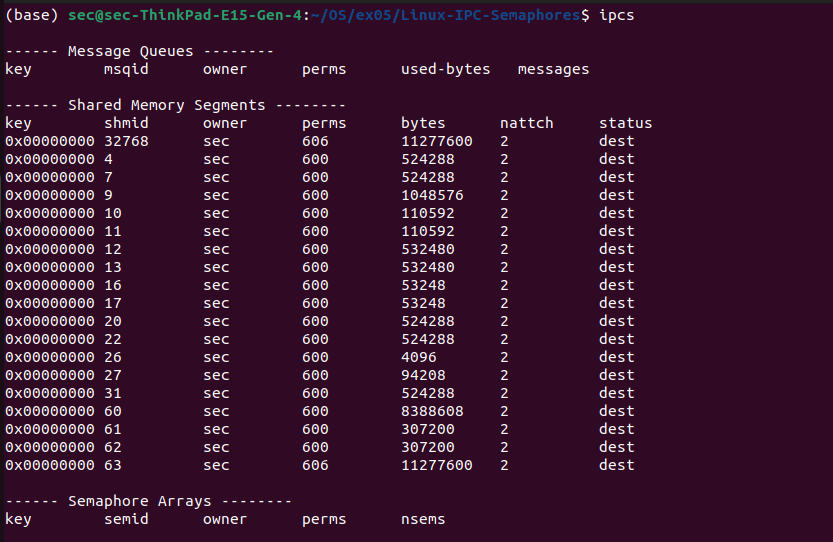 (base) sec@sec-ThinkPad-E15-Gen-4:~/OS/ex05/Linux-IPC-Semaphores$ ipcs
------ Message Queues --------
key        msqid      owner      perms      used-bytes   messages
------ Shared Memory Segments --------
key        shmid      owner      perms      bytes      nattch     status
0x00000000 32768      sec        606        11277600   2          dest
0x00000000 4          sec        600        524288     2          dest
0x00000000 7          sec        600        524288     2          dest
0x00000000 9          sec        600        1048576    2          dest
0x00000000 10         sec        600        110592     2          dest
0x00000000 11         sec        600        110592     2          dest
0x00000000 12         sec        600        532480     2          dest
0x00000000 13         sec        600        532480     2          dest
0x00000000 16         sec        600        53248      2          dest
0x00000000 17         sec        600        53248      2          dest
0x00000000 20         sec        600        524288     2          dest
0x00000000 22         sec        600        524288     2          dest
0x00000000 26         sec        600        4096       2          dest
0x00000000 27         sec        600        94208      2          dest
0x00000000 31         sec        600        524288     2          dest
0x00000000 60         sec        600        8388608    2          dest
0x00000000 61         sec        600        307200     2          dest
0x00000000 62         sec        600        307200     2          dest
0x00000000 63         sec        606        11277600   2          dest
------ Semaphore Arrays --------
key        semid      owner      perms      nsems